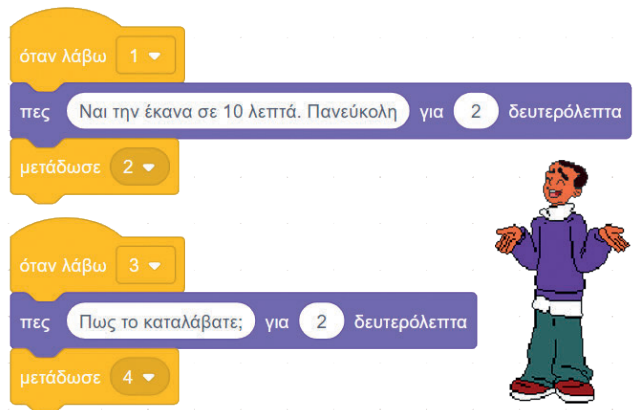 όταν λάβω 1
πες Ναι την έκανα σε 10 λεπτά. Πανεύκολη για 2 δευτερόλεπτα
μετάδωσε 2
όταν λάβω 3
πες Πως το καταλάβατε; για 2 δευτερόλεπτα
μετάδωσε 4